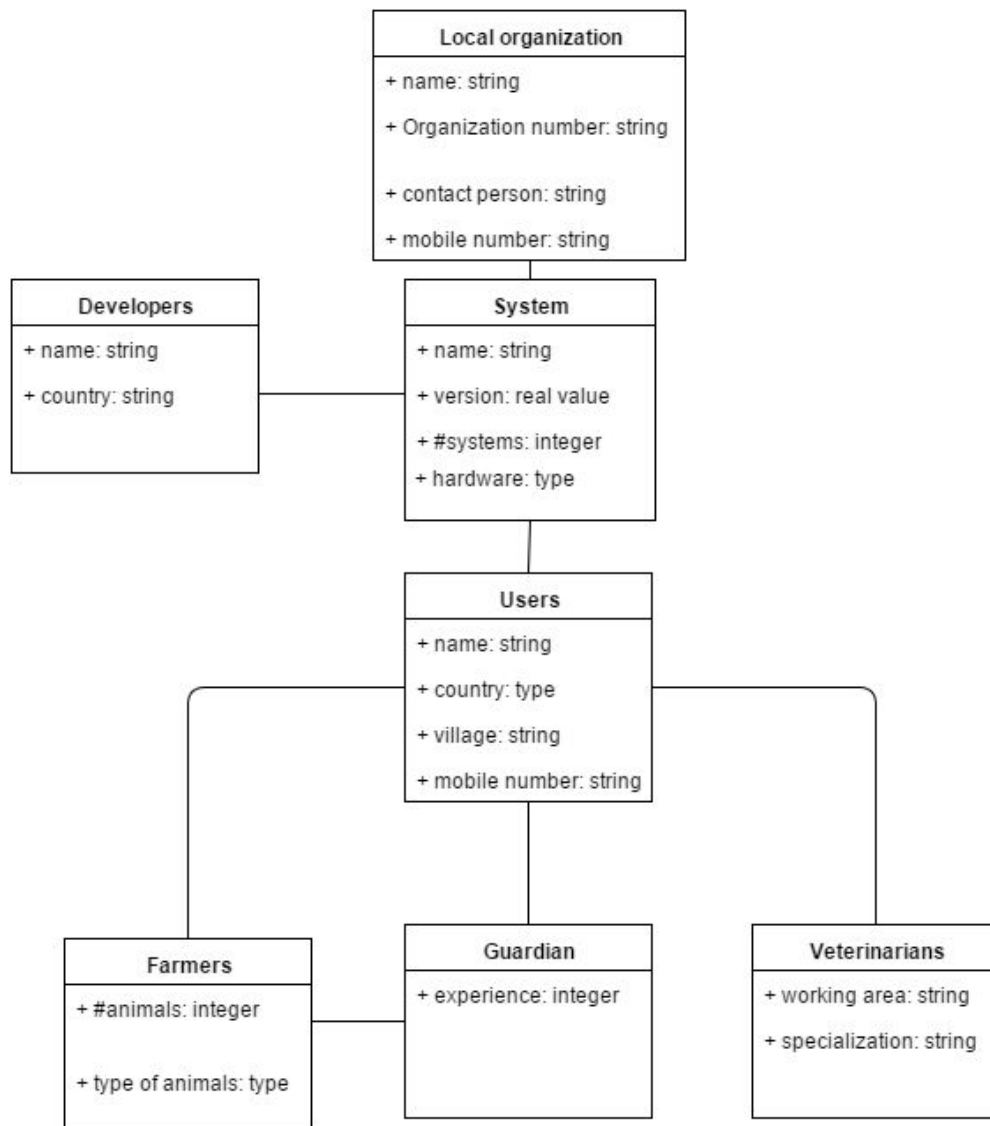 Local organization
+ name: string
+ Organization number: string
+ contact person: string
+ mobile number: string
Developers
+ name: string
+ country: string
System
+ name: string
+ version: real value
+ #systems: integer
+ hardware: type
Users
+ name: string
+ country: type
+ village: string
+ mobile number: string
Farmers
+ #animals: integer
+ type of animals: type
Guardian
+ experience: integer
Veterinarians
+ working area: string
+ specialization: string